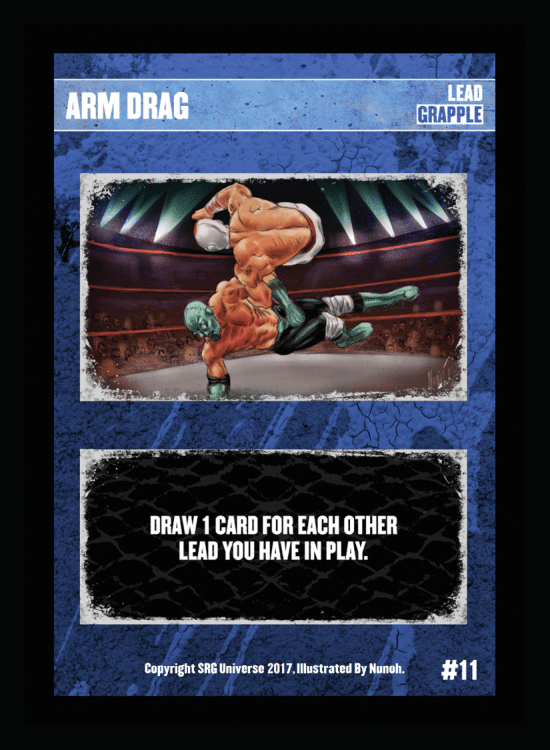 ARM DRAG
LEAD
GRAPPLE
DRAW 1 CARD FOR EACH OTHER
LEAD YOU HAVE IN PLAY.
Copyright SRG Universe 2017, Illustrated By Nunoh.
#11